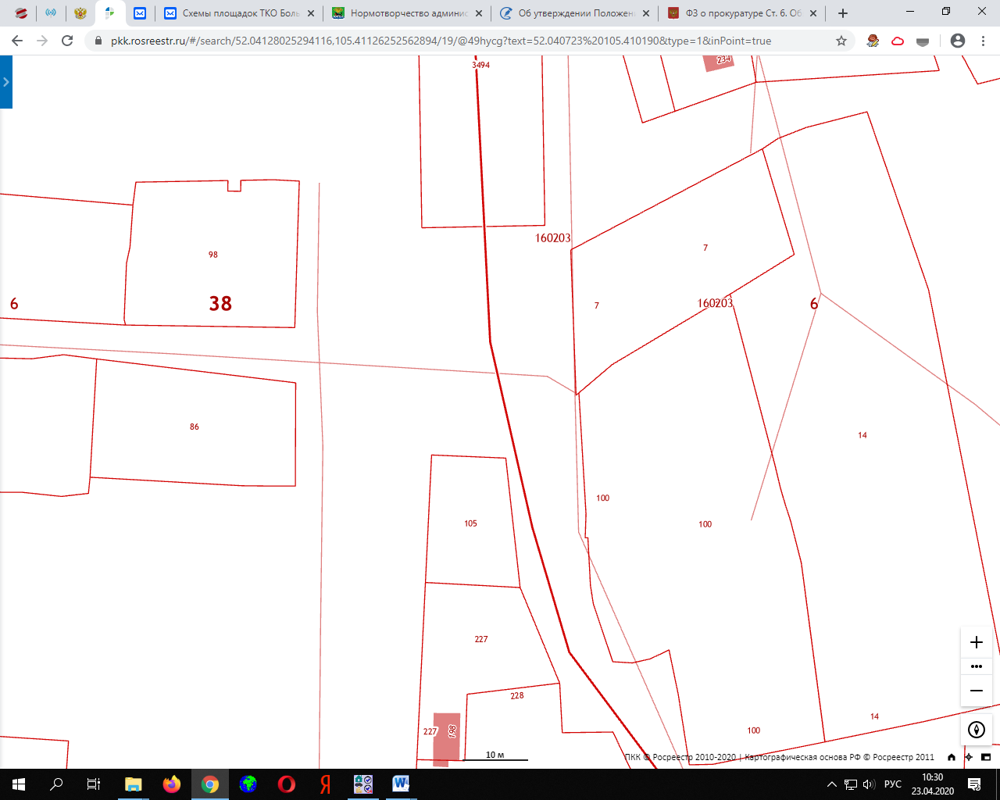 Схемы площадок ТКО Боль
Нормотворчество админис
Об утверждении Положен
ФЗ о прокуратуре Ст. 6. Об
pkk.rosreestr.ru/#/search/52.04128025294116,105.41126252562894/19/@49hycg?text=52.040723%20105.410190&type=1&inPoint=true
3494
234
160203
98
7
38
6
7
160203
6
86
14
100
105
100
227
228
14
227
198
100
10 м
ПКК © Росреестр 2010-2020 | Картографическая основа РФ © Росреестр 2011
РУС
10:30
23.04.2020